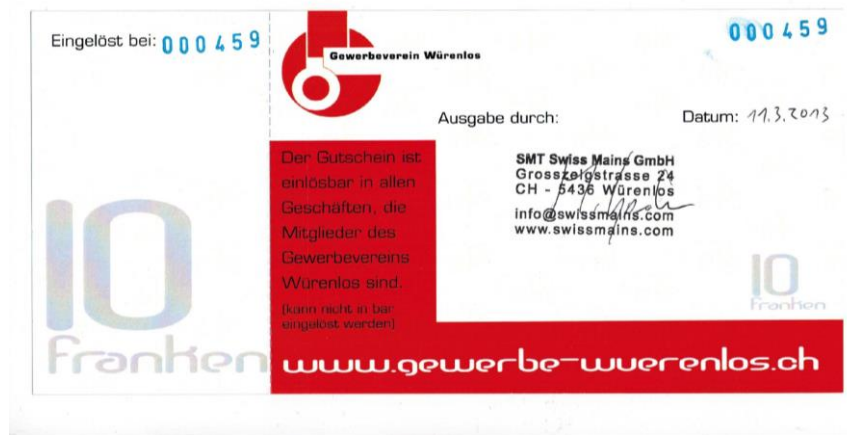 Eingelöst bei: 000459
10
Franken
Gewerbeverein Würenlos
000459
Ausgabe durch:
Datum: 11.3.2013
Der Gutschein ist
einlösbar in allen
Geschäften, die
Mitglieder des
Gewerbevereins
Würenlos sind.
(kann nicht in bar
eingelöst werden)
SMT Swiss Mains GmbH
Grosszelgstrasse 24
CH - 5436 Würenlos
info@swissmains.com
www.swissmains.com
10
Franken
www.gewerbe-wuerenlos.ch